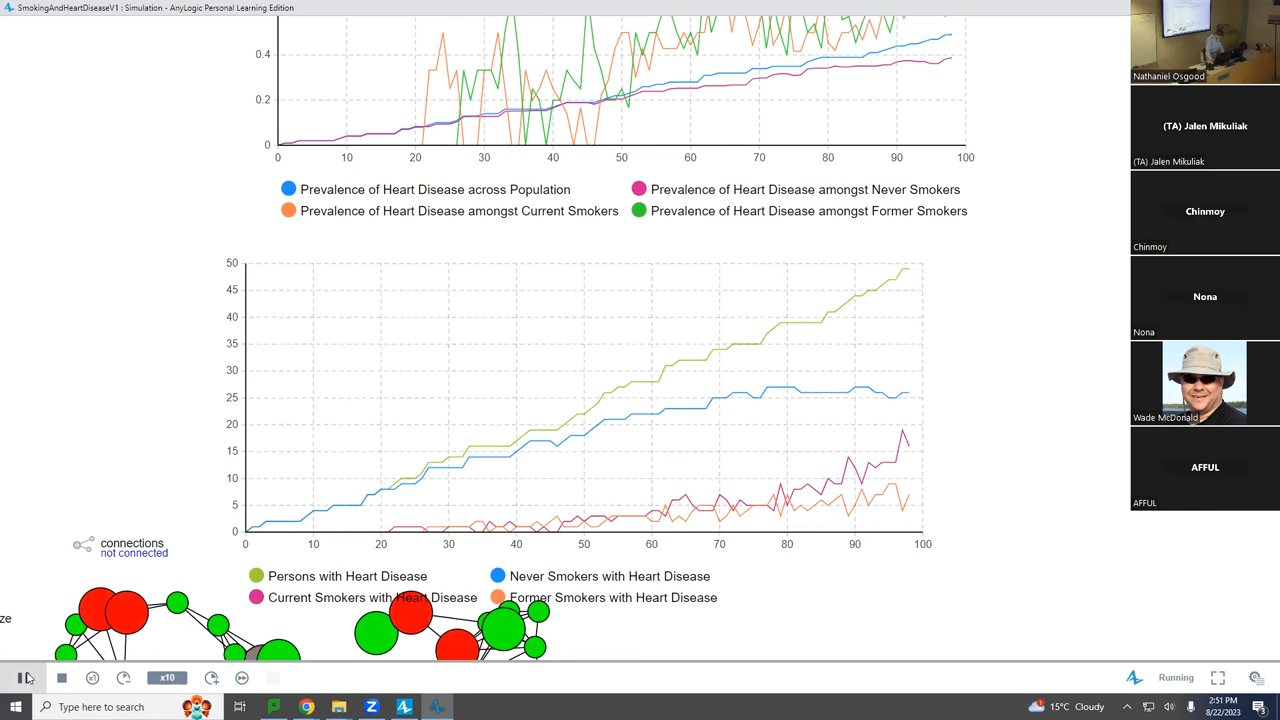 SmokingAndHeartDiseaseV1 : Simulation - AnyLogic Personal Learning Edition
0.4
0.2
0
0 10 20 30 40 50 60 70 80 90 100
Prevalence of Heart Disease across Population
Prevalence of Heart Disease amongst Never Smokers
Prevalence of Heart Disease amongst Current Smokers
Prevalence of Heart Disease amongst Former Smokers
50
45
40
35
30
25
20
15
10
5
0
0 10 20 30 40 50 60 70 80 90 100
connections
not connected
Persons with Heart Disease
Never Smokers with Heart Disease
Current Smokers with Heart Disease
Former Smokers with Heart Disease
ze
x1
x10
Running
Type here to search
15°C Cloudy
2:51 PM
8/22/2023
3
Nathaniel Osgood
(TA) Jalen Mikuliak
(TA) Jalen Mikuliak
Chinmoy
Chinmoy
Nona
Nona
Wade McDonald
AFFUL
AFFUL